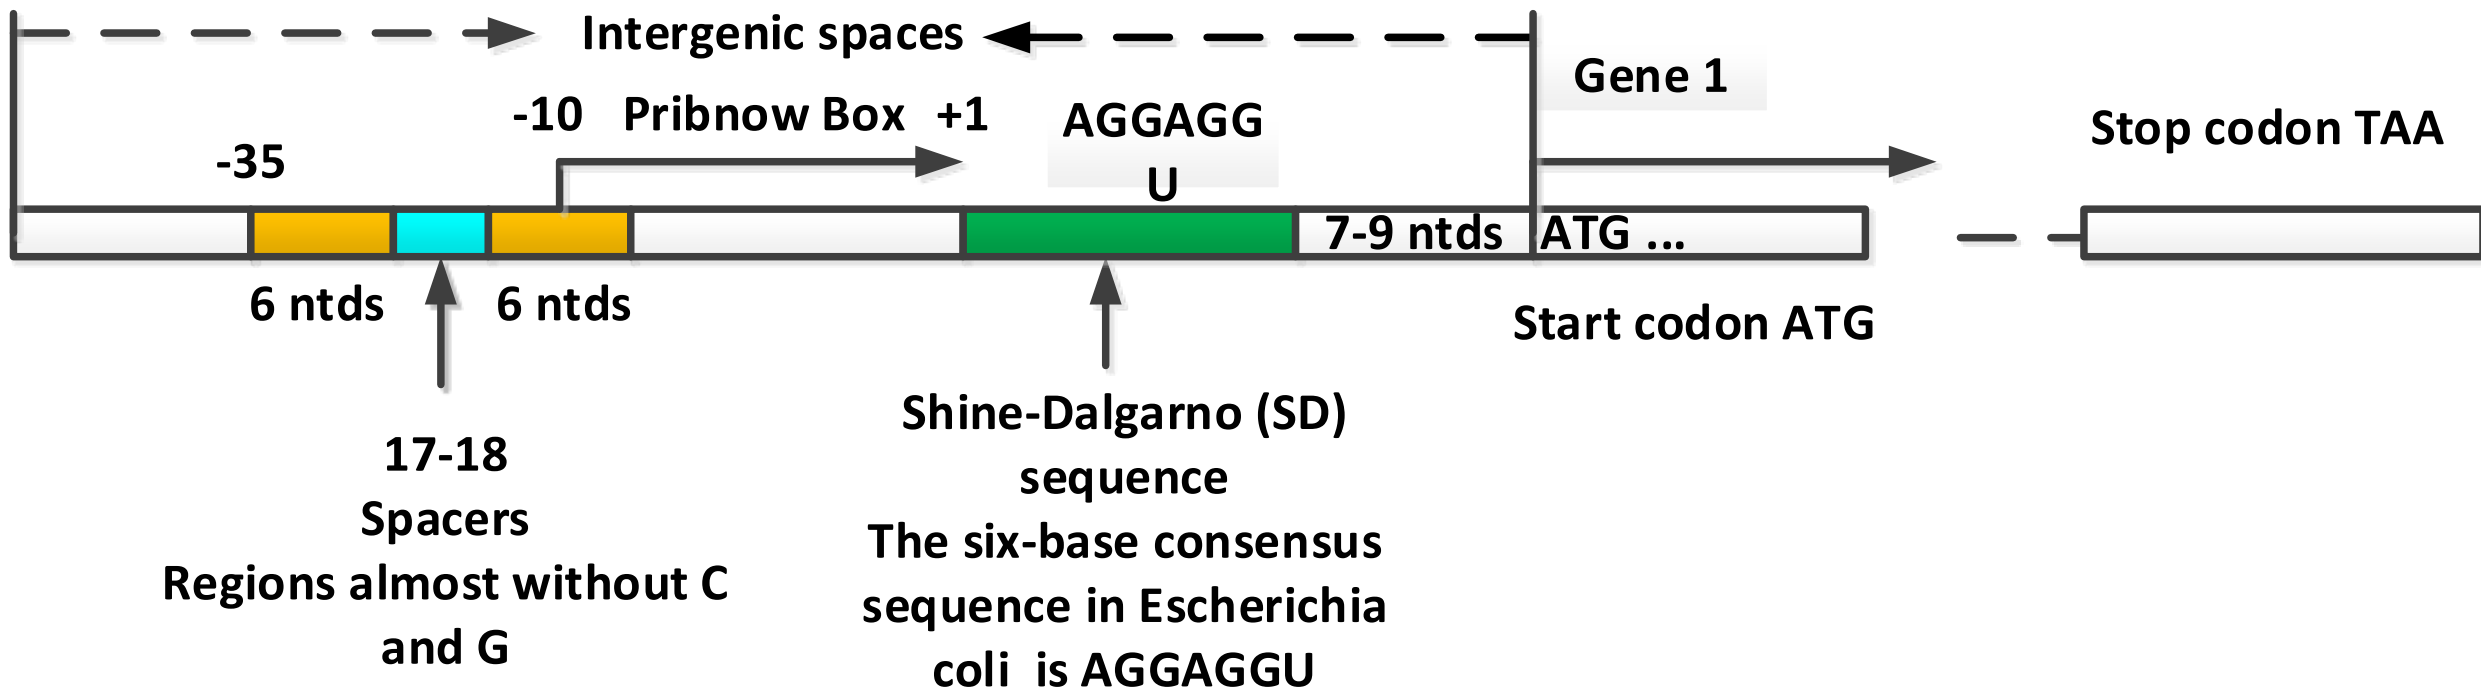 Intergenic spaces
Gene 1
-10 Pribnow Box +1
AGGAGG
U
Stop codon TAA
-35
7-9 ntds
ATG ...
6 ntds
6 ntds
Start codon ATG
17-18
Spacers
Regions almost without C
and G
Shine-Dalgarno (SD)
sequence
The six-base consensus
sequence in Escherichia
coli is AGGAGGU